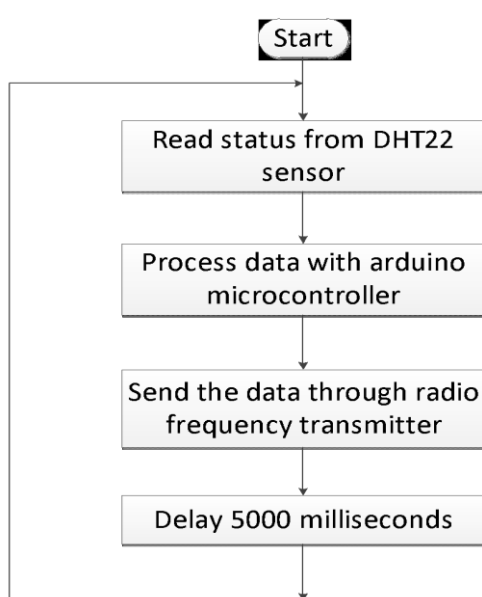 Start
Read status from DHT22
sensor
Process data with arduino
microcontroller
Send the data through radio
frequency transmitter
Delay 5000 milliseconds